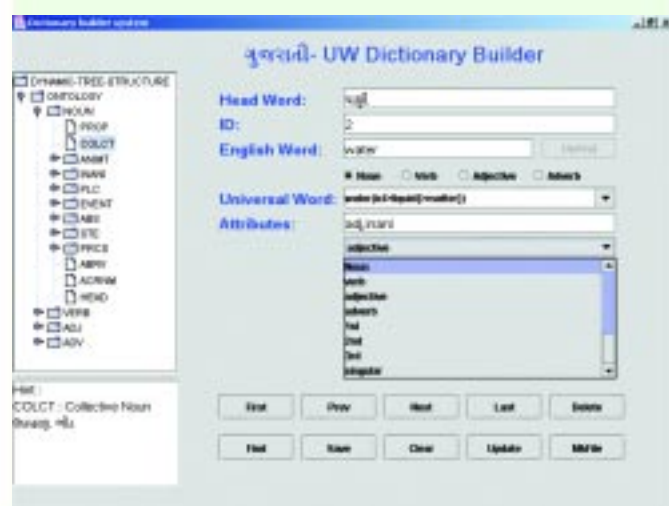 Dictionary builder system
ગુજરાતી- UW Dictionary Builder
DYNAMIC-TREE-STRUCTURE
ONTOLOGY
NOUN
PROP
COLCT
ANIMT
INANI
PLC
EVENT
ABS
STE
PRCS
ABRV
ACRNM
HEAD
VERB
ADJ
ADV
Hint :
COLCT : Collective Noun
Head Word:
ID:
2
English Word:
water
Noun Verb Adjective Adverb
Universal Word:
Attributes:
adj,inani
adjective
Noun
verb
adjective
adverb
1st
2nd
3rd
singular
First Prev Next Last Delete
Find Save Clear Update MkFile